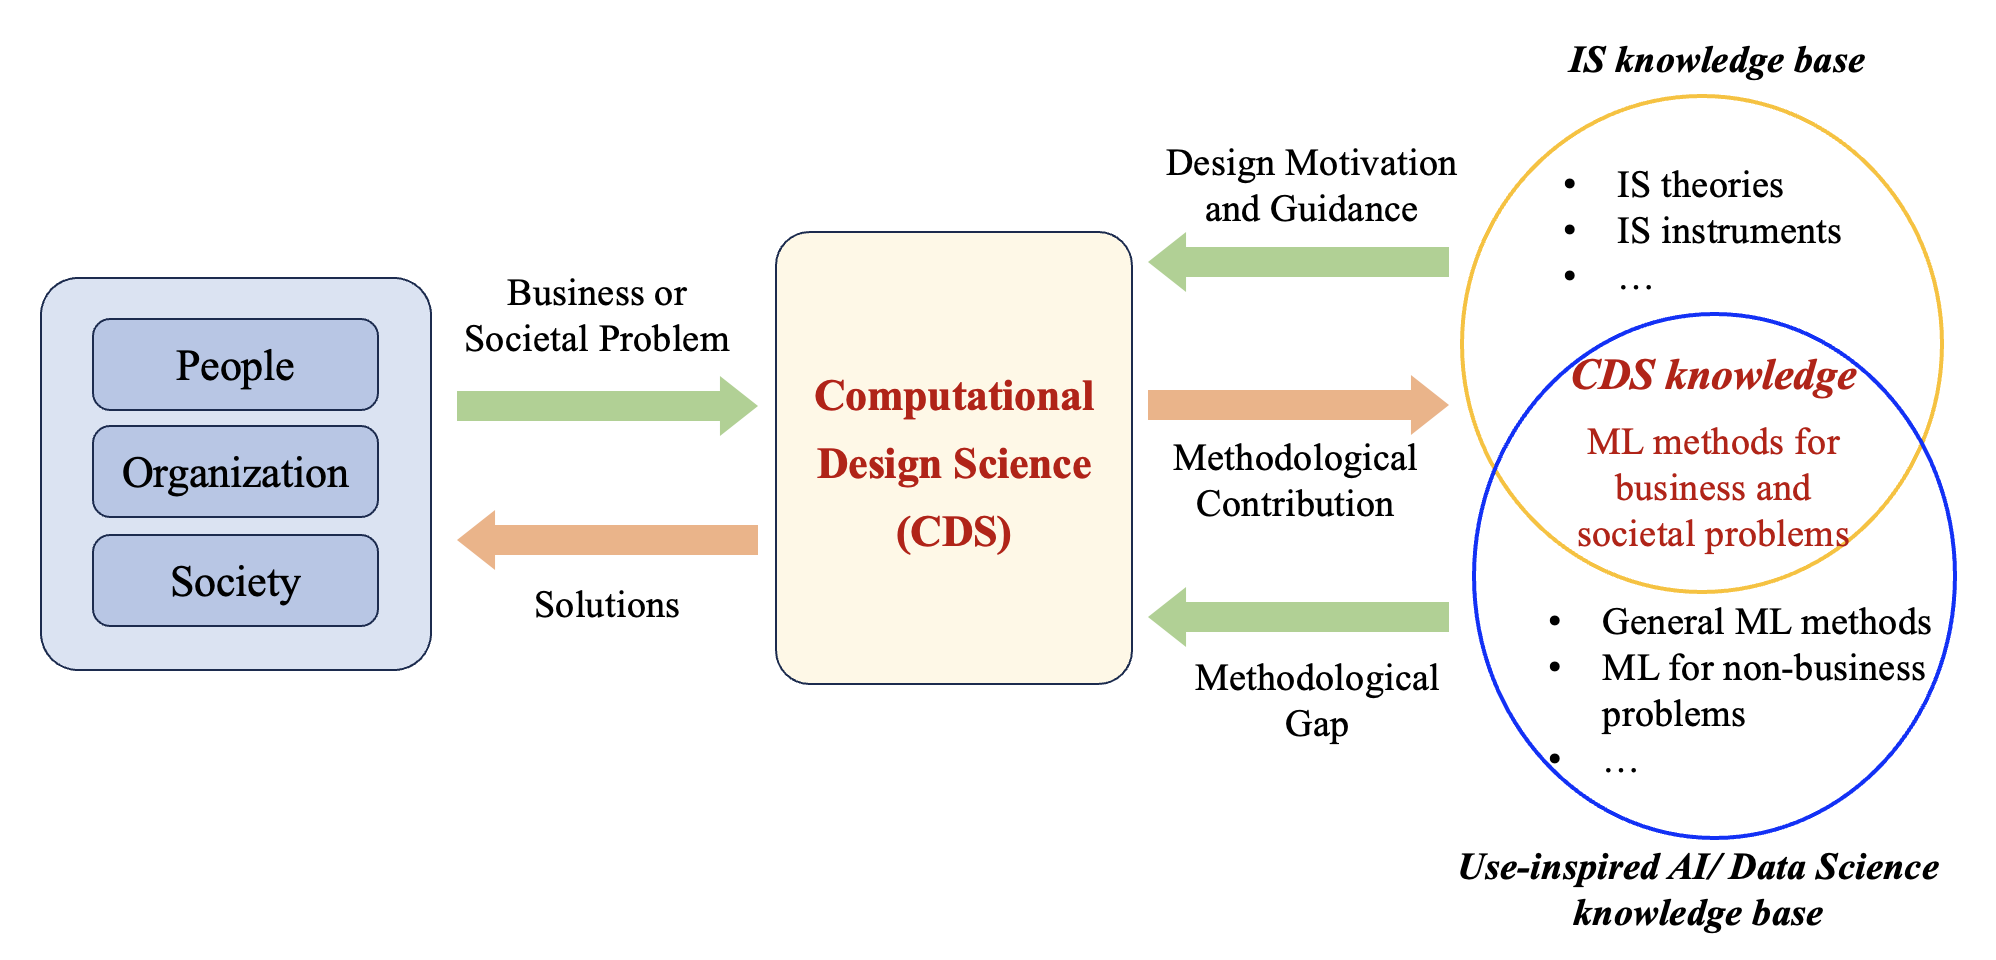 People
Organization
Society
Business or
Societal Problem
Solutions
Computational
Design Science
(CDS)
Design Motivation
and Guidance
Methodological
Contribution
Methodological
Gap
IS knowledge base
• IS theories
• IS instruments
• …
CDS knowledge
ML methods for
business and
societal problems
• General ML methods
• ML for non-business
problems
• …
Use-inspired AI/ Data Science
knowledge base